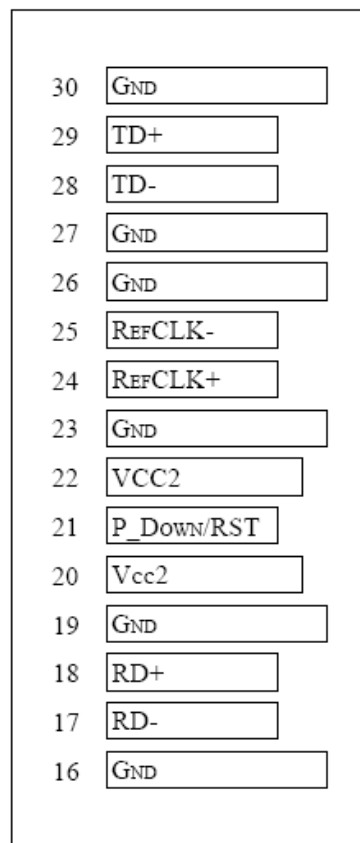 30 GND
29 TD+
28 TD-
27 GND
26 GND
25 REFCLK-
24 REFCLK+
23 GND
22 VCC2
21 P_DOWN/RST
20 Vcc2
19 GND
18 RD+
17 RD-
16 GND